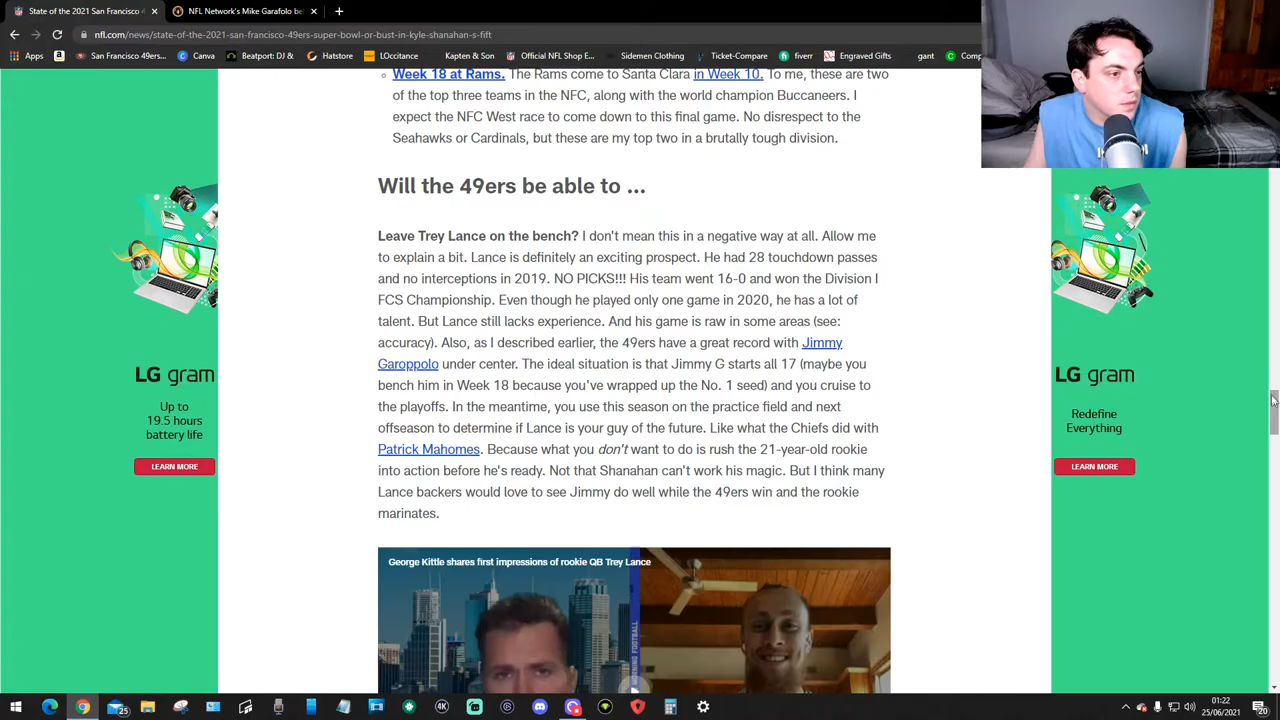 State of the 2021 San Francisco 4
NFL Network's Mike Garafolo bel
nfl.com/news/state-of-the-2021-san-francisco-49ers-super-bowl-or-bust-in-kyle-shanahan-s-fift
Apps
San Francisco 49ers...
Canva
Beatport: DJ & D...
Hatstore
LOccitance
Kapten & Son
Official NFL Shop E...
Sidemen Clothing
Ticket-Compare
fiverr
Engraved Gifts
gant
Comp
Week 18 at Rams. The Rams come to Santa Clara in Week 10. To me, these are two
of the top three teams in the NFC, along with the world champion Buccaneers. I
expect the NFC West race to come down to this final game. No disrespect to the
Seahawks or Cardinals, but these are my top two in a brutally tough division.
Will the 49ers be able to ...
Leave Trey Lance on the bench? I don't mean this in a negative way at all. Allow me
to explain a bit. Lance is definitely an exciting prospect. He had 28 touchdown passes
and no interceptions in 2019. NO PICKS!!! His team went 16-0 and won the Division I
FCS Championship. Even though he played only one game in 2020, he has a lot of
talent. But Lance still lacks experience. And his game is raw in some areas (see:
accuracy). Also, as I described earlier, the 49ers have a great record with Jimmy
Garoppolo under center. The ideal situation is that Jimmy G starts all 17 (maybe you
bench him in Week 18 because you've wrapped up the No. 1 seed) and you cruise to
the playoffs. In the meantime, you use this season on the practice field and next
offseason to determine if Lance is your guy of the future. Like what the Chiefs did with
Patrick Mahomes. Because what you don't want to do is rush the 21-year-old rookie
into action before he's ready. Not that Shanahan can't work his magic. But I think many
Lance backers would love to see Jimmy do well while the 49ers win and the rookie
marinates.
George Kittle shares first impressions of rookie QB Trey Lance
MORNING FOOTBALL
LG gram
Up to
19.5 hours
battery life
LEARN MORE
LG gram
Redefine
Everything
LEARN MORE
25
4K
01:22
25/06/2021
20